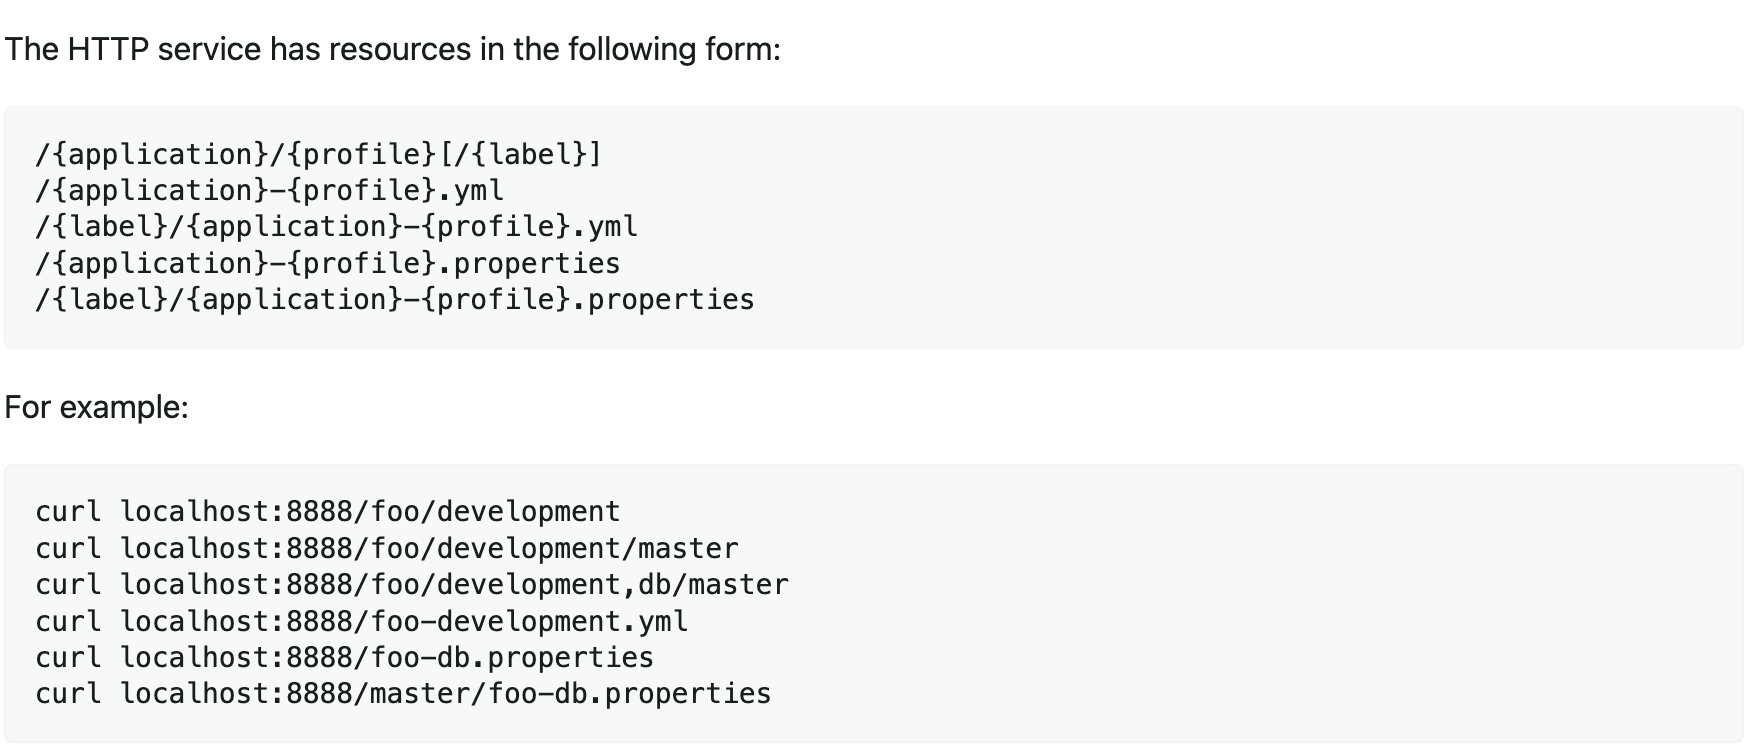 The HTTP service has resources in the following form:
/{application}/{profile}[/{label}]
/{application}-{profile}.yml
/{label}/{application}-{profile}.yml
/{application}-{profile}.properties
/{label}/{application}-{profile}.properties
For example:
curl localhost:8888/foo/development
curl localhost:8888/foo/development/master
curl localhost:8888/foo/development,db/master
curl localhost:8888/foo-development.yml
curl localhost:8888/foo-db.properties
curl localhost:8888/master/foo-db.properties